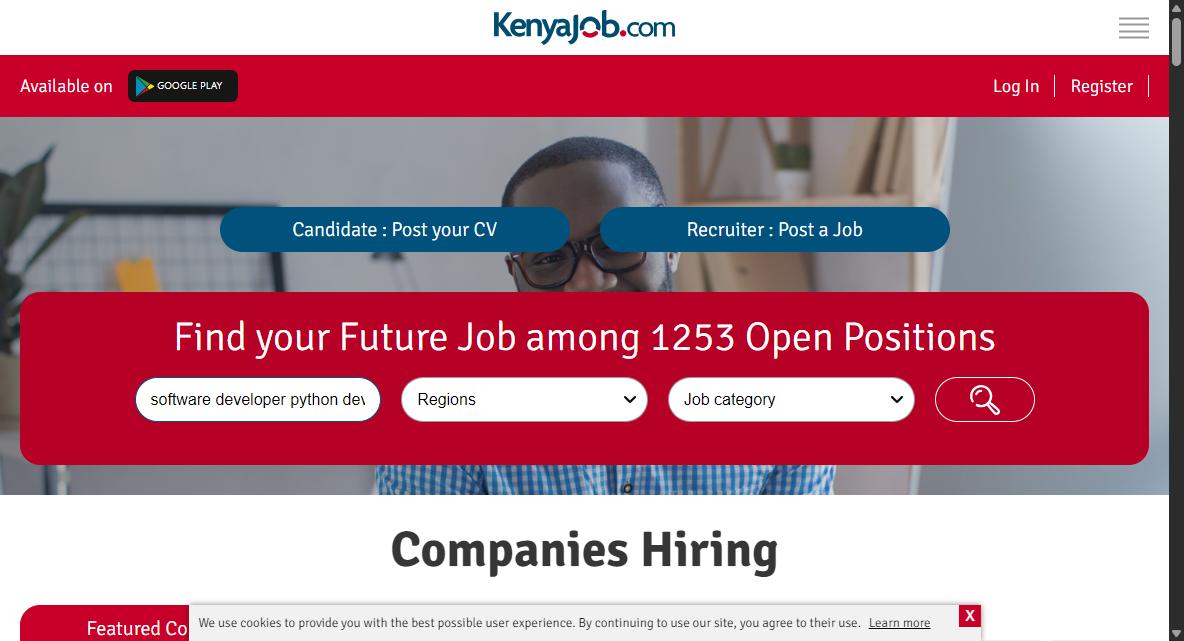 KenyaJob.com
Available on
GOOGLE PLAY
Log In
Register
Candidate : Post your CV
Recruiter : Post a Job
Find your Future Job among 1253 Open Positions
software developer python dev
Regions
Job category
Companies Hiring
Featured Co
We use cookies to provide you with the best possible user experience. By continuing to use our site, you agree to their use. Learn more
X